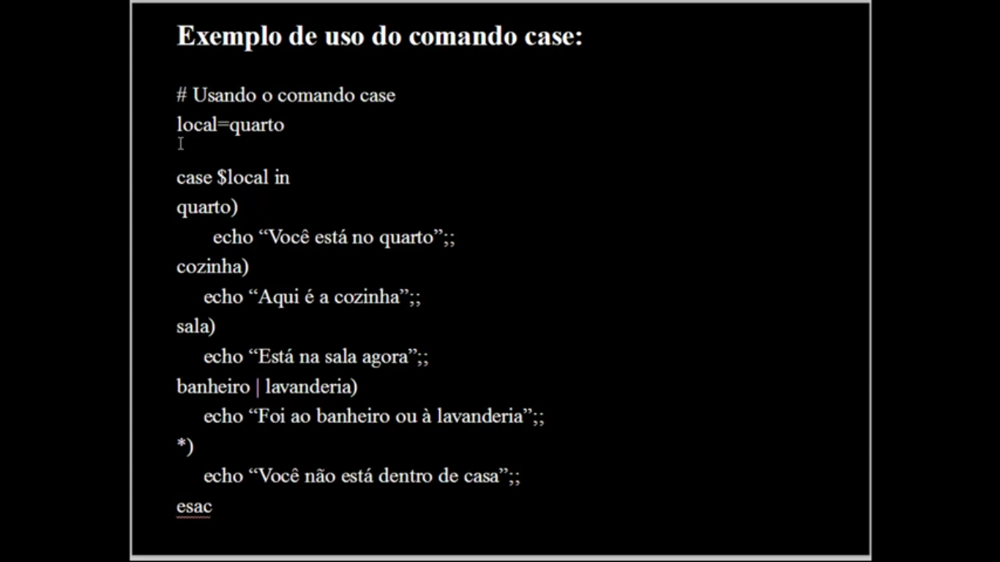 Exemplo de uso do comando case:
# Usando o comando case
local=quarto
case $local in
quarto)
echo “Você está no quarto”;;
cozinha)
echo “Aqui é a cozinha”;;
sala)
echo “Está na sala agora”;;
banheiro | lavanderia)
echo “Foi ao banheiro ou à lavanderia”;;
*)
echo “Você não está dentro de casa”;;
esac